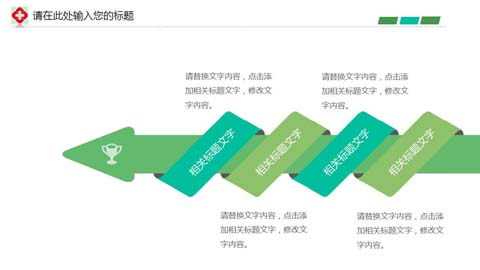 请在此处输入您的标题
请替换文字内容，点击添
加相关标题文字，修改文
字内容。
请替换文字内容，点击添
加相关标题文字，修改文
字内容。
相关标题文字
相关标题文字
相关标题文字
相关标题文字
请替换文字内容，点击添
加相关标题文字，修改文
字内容。
请替换文字内容，点击添
加相关标题文字，修改文
字内容。